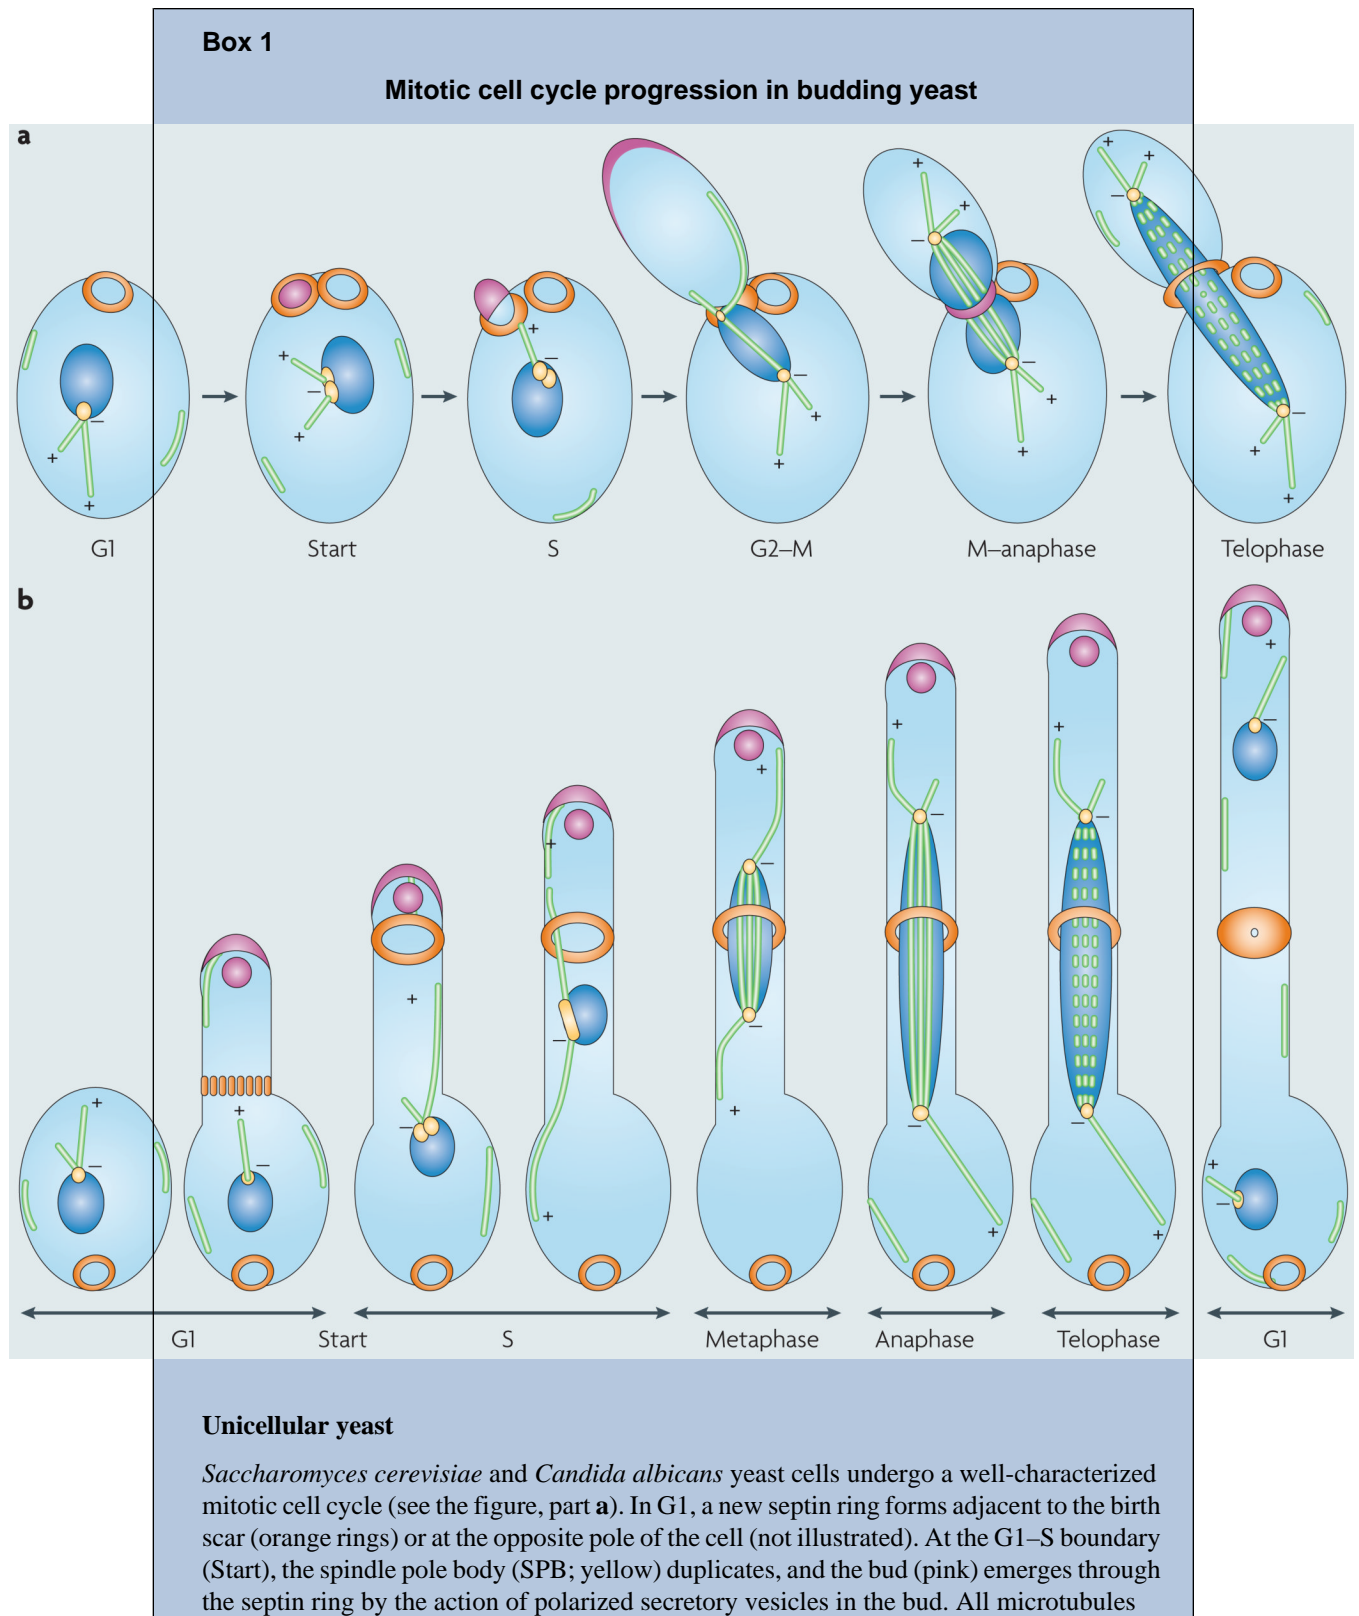 Box 1
Mitotic cell cycle progression in budding yeast
a
+ + + + + + + + + + + + + + +
− − − − − − − −
G1 Start S G2–M M–anaphase Telophase
b
+ + + + + + + + + + + + +
− − − − − − − − − − − −
G1 Start S Metaphase Anaphase Telophase G1
Unicellular yeast
Saccharomyces cerevisiae and Candida albicans yeast cells undergo a well-characterized
mitotic cell cycle (see the figure, part a). In G1, a new septin ring forms adjacent to the birth
scar (orange rings) or at the opposite pole of the cell (not illustrated). At the G1–S boundary
(Start), the spindle pole body (SPB; yellow) duplicates, and the bud (pink) emerges through
the septin ring by the action of polarized secretory vesicles in the bud. All microtubules